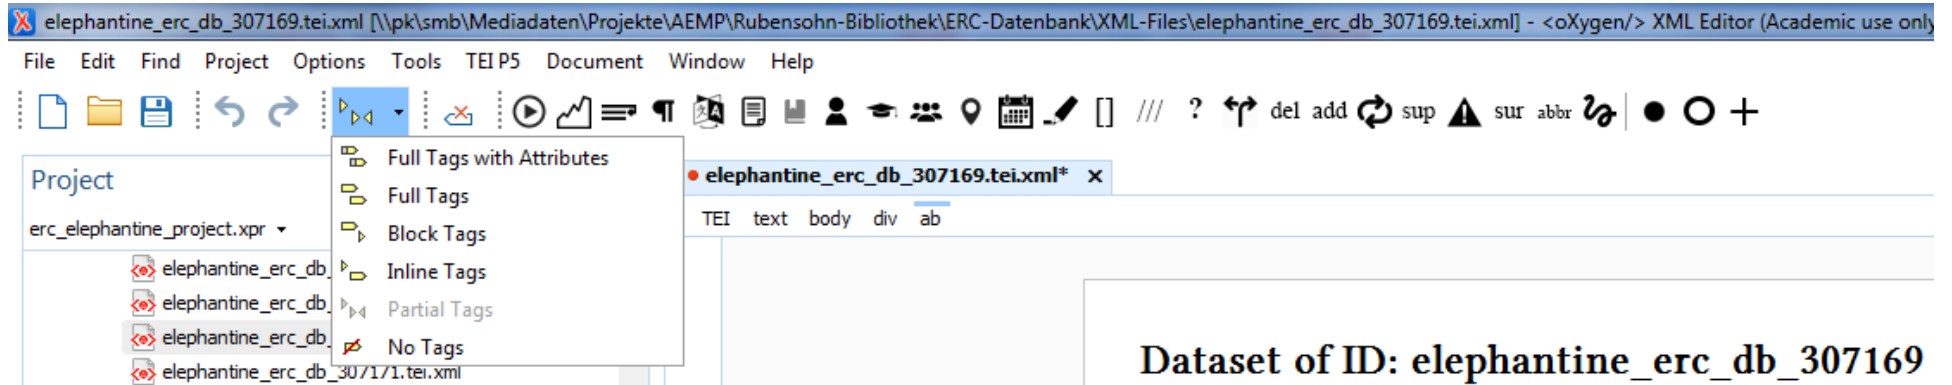 elephantine_erc_db_307169.tei.xml [\\pk\smb\Mediadaten\Projekte\AEMP\Rubensohn-Bibliothek\ERC-Datenbank\XML-Files\elephantine_erc_db_307169.tei.xml] - <oXygen/> XML Editor (Academic use only
File Edit Find Project Options Tools TEI P5 Document Window Help
[] /// ? del add sup sur abbr
Full Tags with Attributes
Full Tags
Block Tags
Inline Tags
Partial Tags
No Tags
Project
erc_elephantine_project.xpr
elephantine_erc_db_
elephantine_erc_db_
elephantine_erc_db_
elephantine_erc_db_307171.tei.xml
elephantine_erc_db_307169.tei.xml*
TEI text body div ab
Dataset of ID: elephantine_erc_db_307169